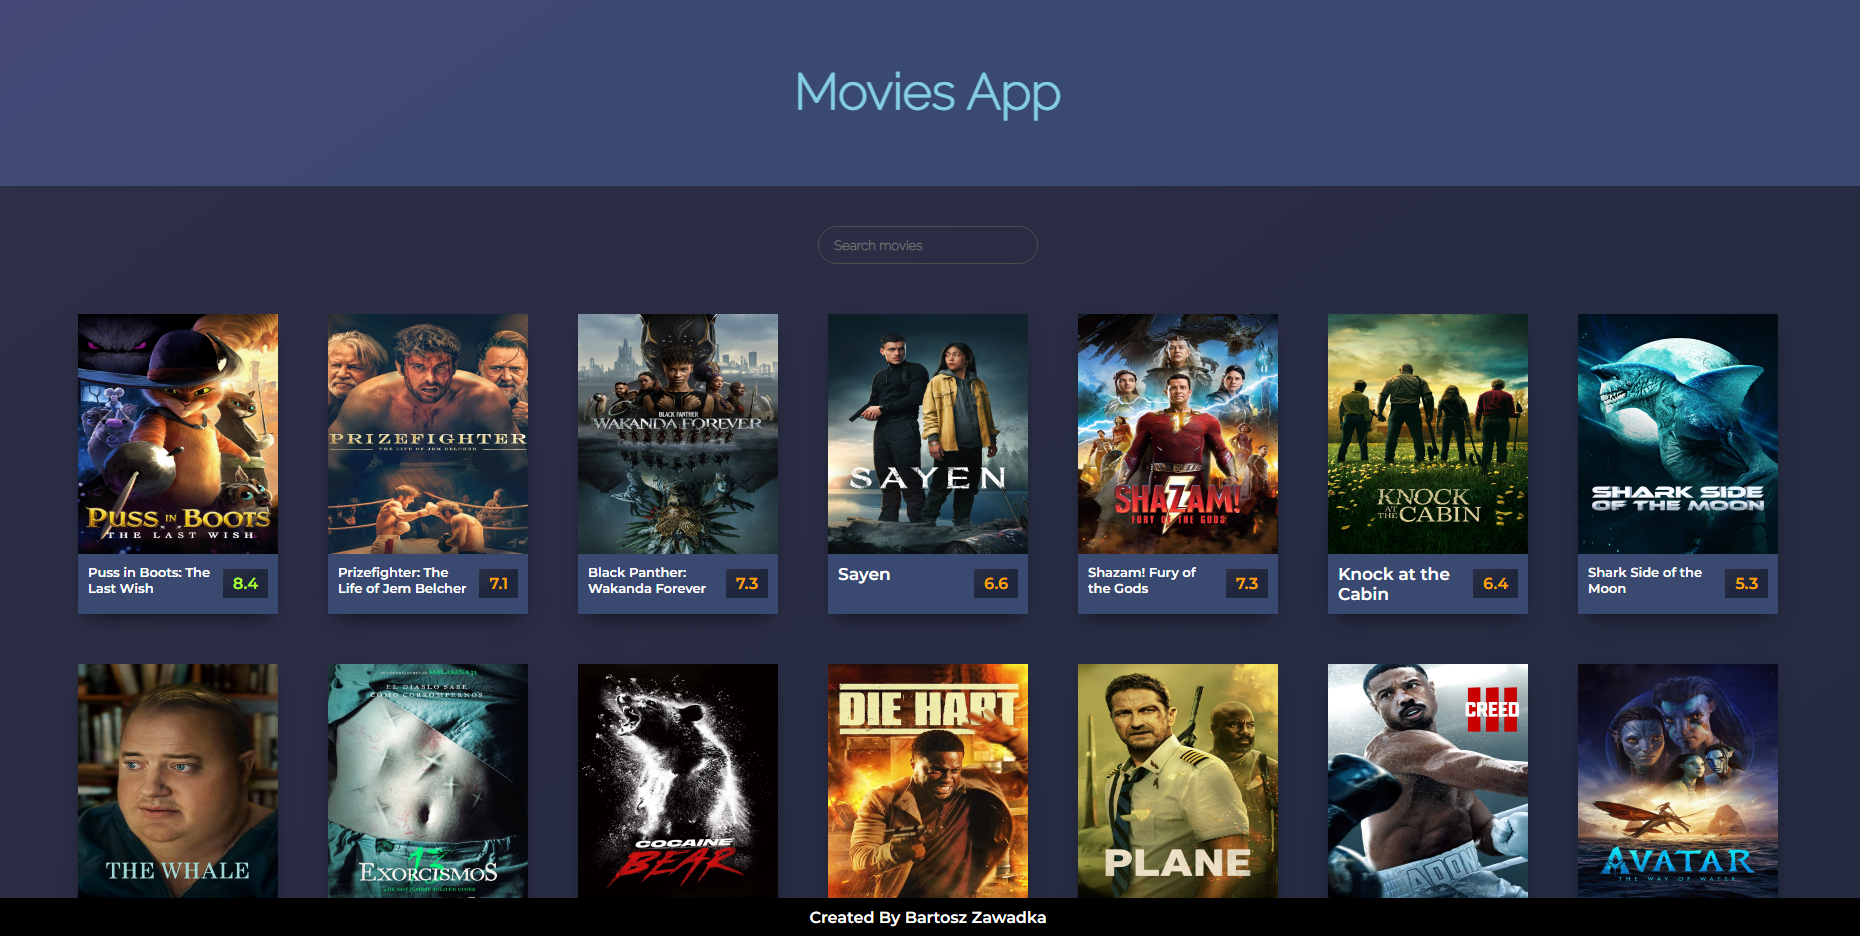 Movies App
Search movies
PUSS IN BOOTS
THE LAST WISH
PRIZEFIGHTER
THE LIFE OF JEM BELCHER
BLACK PANTHER
WAKANDA FOREVER
SAYEN
SHAZAM!
FURY OF THE GODS
KNOCK
AT THE CABIN
SHARK SIDE
OF THE MOON
Puss in Boots: The
Last Wish
8.4
Prizefighter: The
Life of Jem Belcher
7.1
Black Panther:
Wakanda Forever
7.3
Sayen
6.6
Shazam! Fury of
the Gods
7.3
Knock at the
Cabin
6.4
Shark Side of the
Moon
5.3
THE WHALE
MALASAÑA 32
EL DIABLO SABE
CÓMO CORROMPERNOS
13
EXORCISMOS
COCAINE
BEAR
DIE HART
PLANE
CREED
III
ADON
AVATAR
THE WAY OF WATER
Created By Bartosz Zawadka